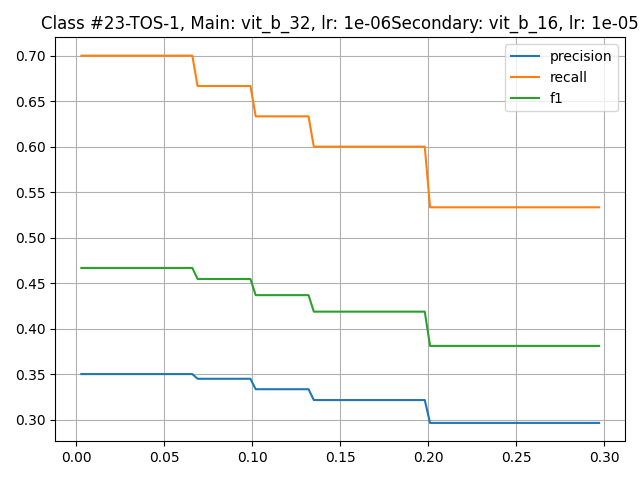 Class #23-TOS-1, Main: vit_b_32, lr: 1e-06Secondary: vit_b_16, lr: 1e-05
precision
recall
f1
0.70
0.65
0.60
0.55
0.50
0.45
0.40
0.35
0.30
0.00 0.05 0.10 0.15 0.20 0.25 0.30